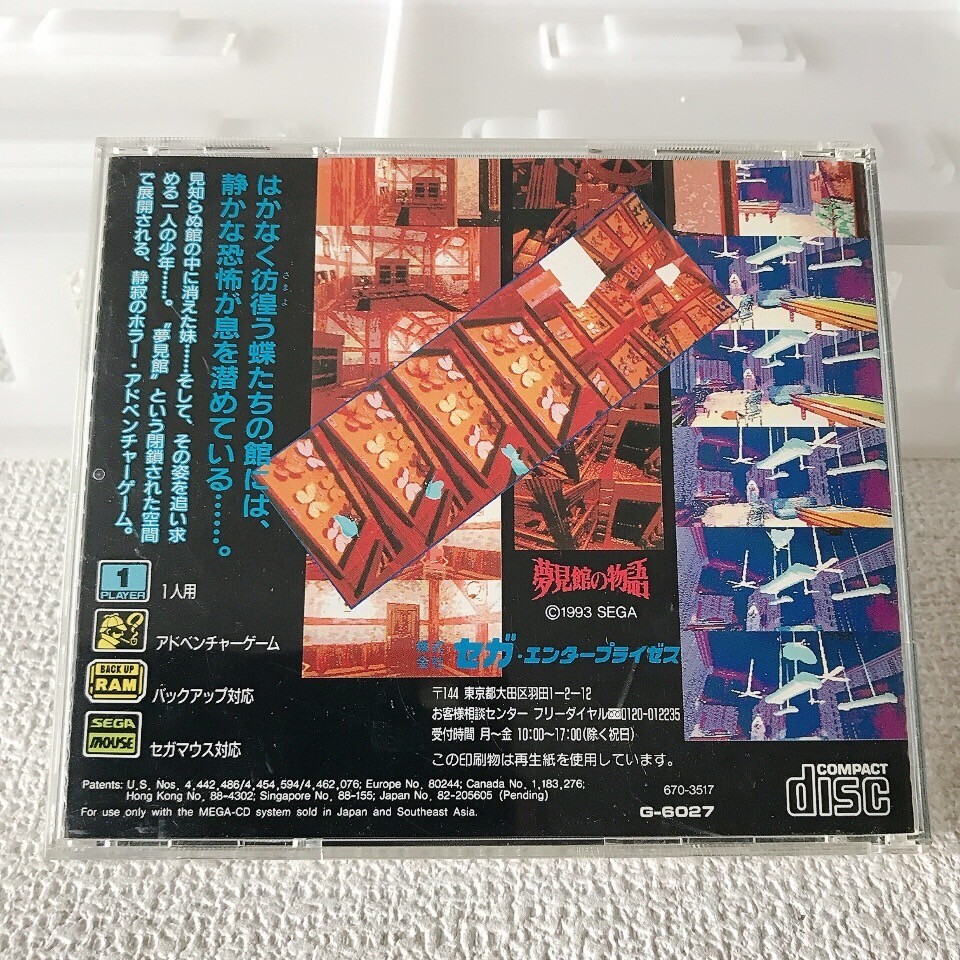 はかなく彷徨う蝶たちの館には、
さまよ
静かな恐怖が息を潜めている……。
見知らぬ館の中に消えた妹……そして、その姿を追い求
める一人の少年……。“夢見館”という閉鎖された空間
で展開される、静寂のホラー・アドベンチャーゲーム。
1
PLAYER
1人用
アドベンチャーゲーム
BACK UP
RAM
バックアップ対応
SEGA
MOUSE
セガマウス対応
夢見館の物語
©1993 SEGA
株式会社 セガ・エンタープライゼス
〒144 東京都大田区羽田1-2-12
お客様相談センター フリーダイヤル0120-012235
受付時間 月〜金 10:00〜17:00(除く祝日)
この印刷物は再生紙を使用しています。
Patents: U.S. Nos. 4,442,486/4,454,594/4,462,076; Europe No. 80244; Canada No. 1,183,276;
Hong Kong No. 88-4302; Singapore No. 88-155; Japan No. 82-205605 (Pending)
For use only with the MEGA-CD system sold in Japan and Southeast Asia.
670-3517
G-6027
COMPACT
disc